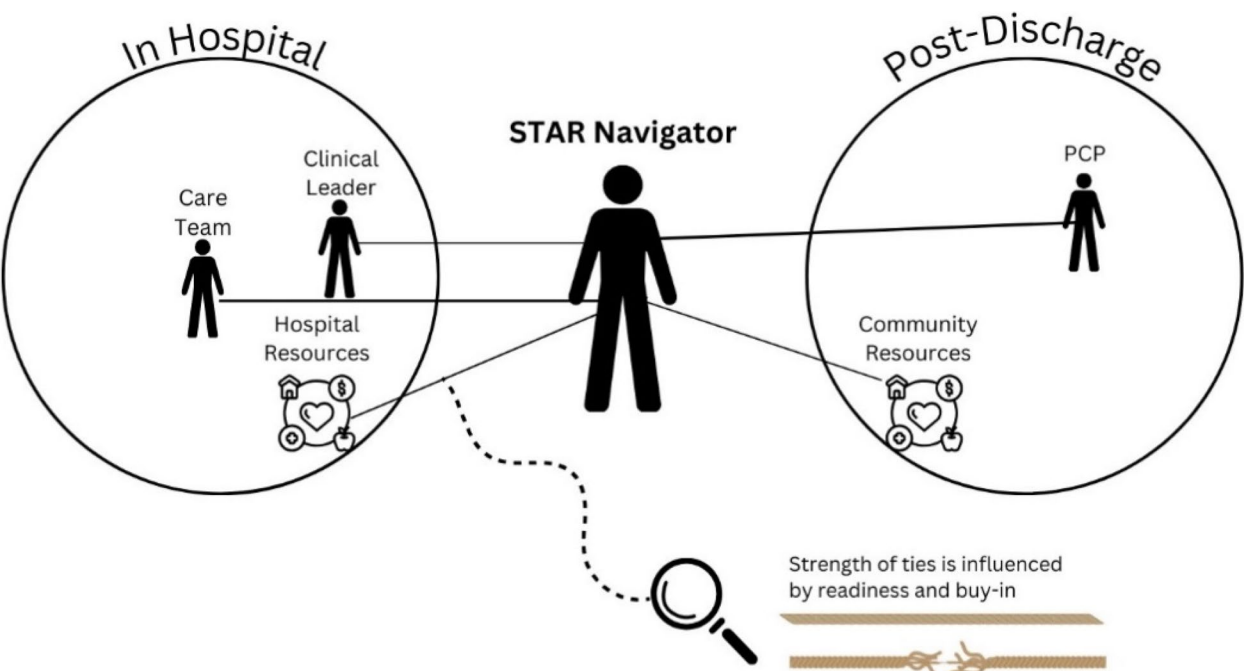 In Hospital
Post-Discharge
STAR Navigator
Clinical
Leader
PCP
Care
Team
Hospital
Resources
Community
Resources
$
Strength of ties is influenced
by readiness and buy-in
$